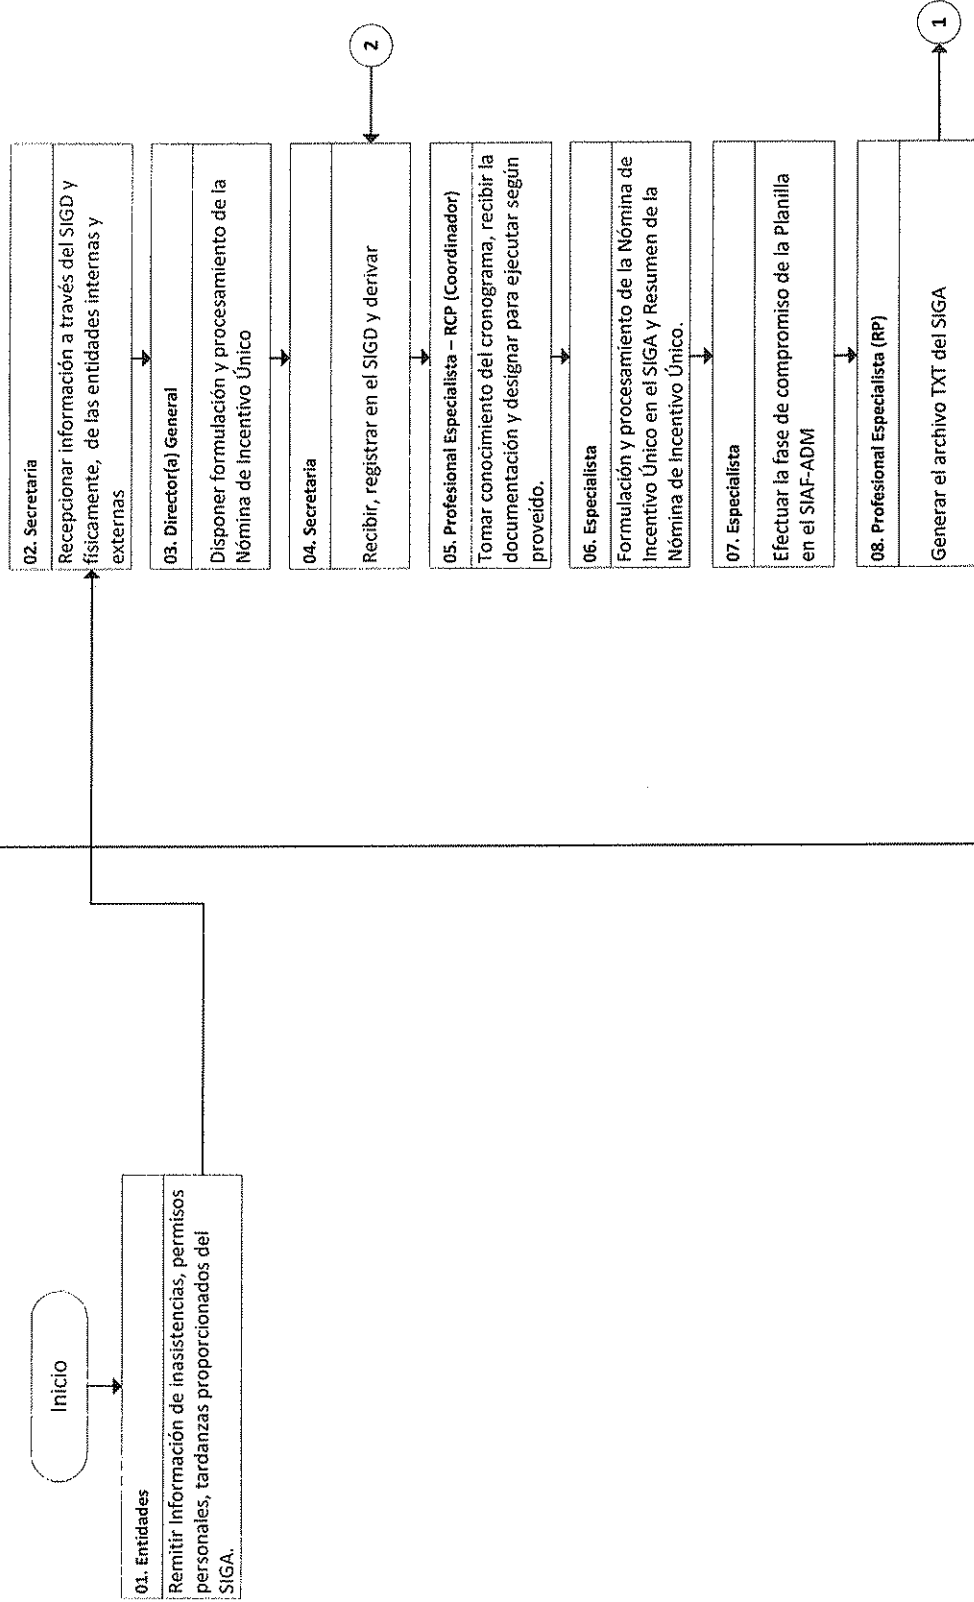 Inicio
01. Entidades
Remitir Información de inasistencias, permisos
personales, tardanzas proporcionados del
SIGA.
02. Secretaria
Recepcionar información a través del SIGD y
físicamente, de las entidades internas y
externas
03. Director(a) General
Disponer formulación y procesamiento de la
Nómina de Incentivo Único
04. Secretaria
Recibir, registrar en el SIGD y derivar
2
05. Profesional Especialista – RCP (Coordinador)
Tomar conocimiento del cronograma, recibir la
documentación y designar para ejecutar según
proveído.
06. Especialista
Formulación y procesamiento de la Nómina de
Incentivo Único en el SIGA y Resumen de la
Nómina de Incentivo Único.
07. Especialista
Efectuar la fase de compromiso de la Planilla
en el SIAF-ADM
08. Profesional Especialista (RP)
Generar el archivo TXT del SIGA
1